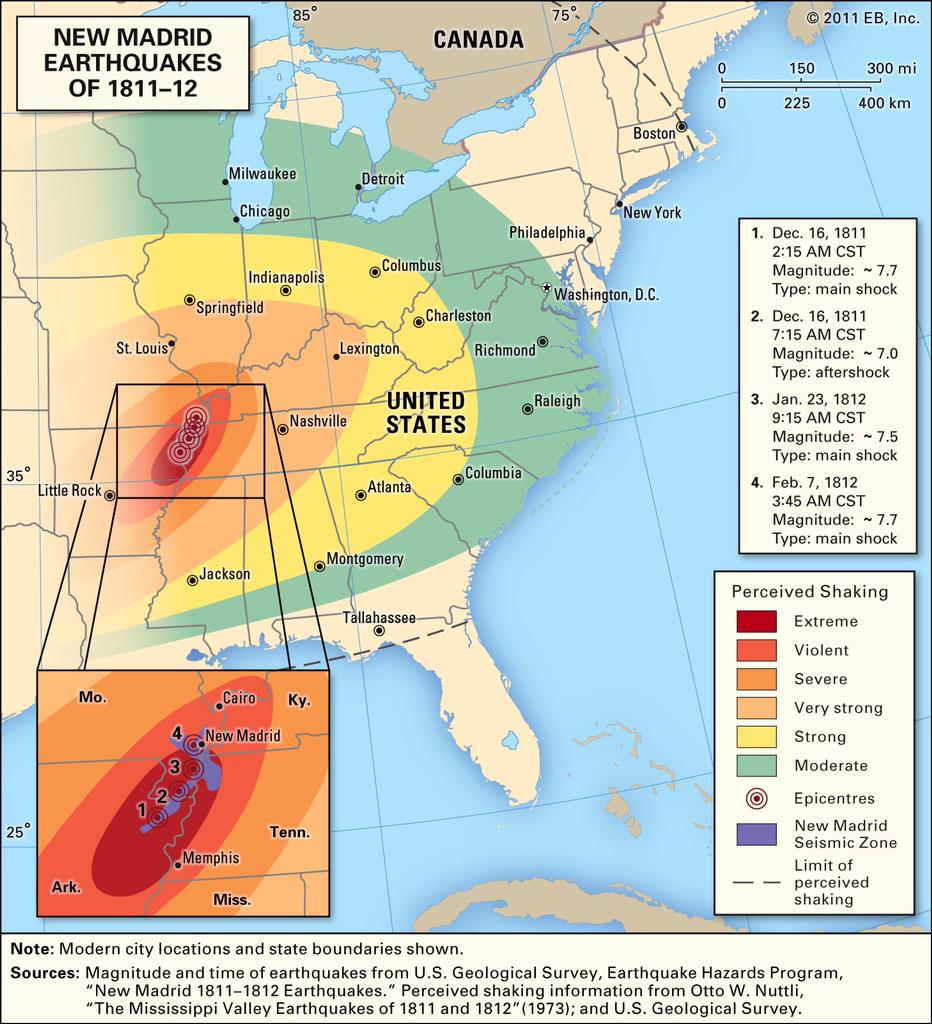 NEW MADRID
EARTHQUAKES
OF 1811–12
85°
75°
© 2011 EB, Inc.
CANADA
0 150 300 mi
0 225 400 km
Boston
Milwaukee
Detroit
Chicago
New York
Philadelphia
Columbus
Indianapolis
Washington, D.C.
Springfield
Charleston
St. Louis
Lexington
Richmond
UNITED
STATES
Raleigh
Nashville
35°
Little Rock
Atlanta
Columbia
Montgomery
Jackson
Tallahassee
1. Dec. 16, 1811
2:15 AM CST
Magnitude: ~ 7.7
Type: main shock
2. Dec. 16, 1811
7:15 AM CST
Magnitude: ~ 7.0
Type: aftershock
3. Jan. 23, 1812
9:15 AM CST
Magnitude: ~ 7.5
Type: main shock
4. Feb. 7, 1812
3:45 AM CST
Magnitude: ~ 7.7
Type: main shock
Perceived Shaking
Extreme
Violent
Severe
Very strong
Strong
Moderate
Epicentres
New Madrid
Seismic Zone
Limit of
perceived
shaking
Mo.
Cairo
Ky.
4
New Madrid
3
2
1
25°
Tenn.
Memphis
Ark.
Miss.
Note: Modern city locations and state boundaries shown.
Sources: Magnitude and time of earthquakes from U.S. Geological Survey, Earthquake Hazards Program,
“New Madrid 1811–1812 Earthquakes.” Perceived shaking information from Otto W. Nuttli,
“The Mississippi Valley Earthquakes of 1811 and 1812” (1973); and U.S. Geological Survey.